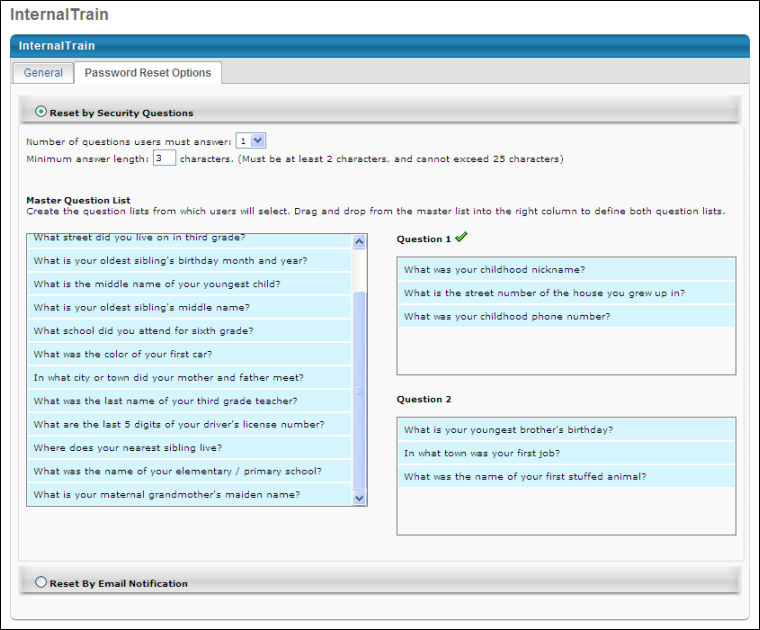 InternalTrain
InternalTrain
General
Password Reset Options
Reset by Security Questions
Number of questions users must answer: 1
Minimum answer length: 3 characters. (Must be at least 2 characters, and cannot exceed 25 characters)
Master Question List
Create the question lists from which users will select. Drag and drop from the master list into the right column to define both question lists.
What street did you live on in third grade?
What is your oldest sibling's birthday month and year?
What is the middle name of your youngest child?
What is your oldest sibling's middle name?
What school did you attend for sixth grade?
What was the color of your first car?
In what city or town did your mother and father meet?
What was the last name of your third grade teacher?
What are the last 5 digits of your driver's license number?
Where does your nearest sibling live?
What was the name of your elementary / primary school?
What is your maternal grandmother's maiden name?
Question 1
What was your childhood nickname?
What is the street number of the house you grew up in?
What was your childhood phone number?
Question 2
What is your youngest brother's birthday?
In what town was your first job?
What was the name of your first stuffed animal?
Reset By Email Notification